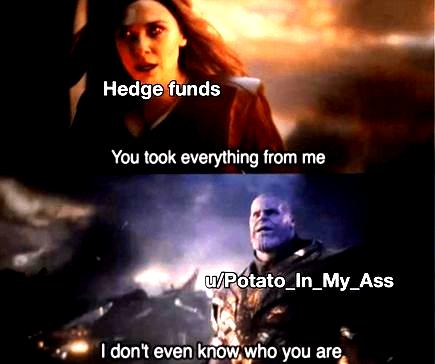 Hedge funds
You took everything from me
u/Potato_In_My_Ass
I don't even know who you are